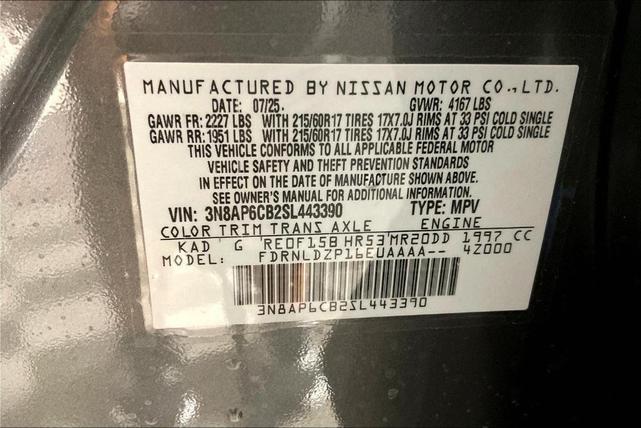 MANUFACTURED BY NISSAN MOTOR CO., LTD.
DATE: 07/25. GVWR: 4167 LBS
GAWR FR: 2227 LBS WITH 215/60R17 TIRES 17X7.0J RIMS AT 33 PSI COLD SINGLE
GAWR RR: 1951 LBS WITH 215/60R17 TIRES 17X7.0J RIMS AT 33 PSI COLD SINGLE
THIS VEHICLE CONFORMS TO ALL APPLICABLE FEDERAL MOTOR
VEHICLE SAFETY AND THEFT PREVENTION STANDARDS
IN EFFECT ON THE DATE OF MANUFACTURE SHOWN ABOVE.
SEE OWNER'S MANUAL FOR ADDITIONAL INFORMATION.
VIN: 3N8AP6CB2SL443390 TYPE: MPV
COLOR TRIM TRANS AXLE ENGINE
KAD G RE0F15B HR53 MR20DD 1997 CC
MODEL: FDRNLDZP16EUAAAA-- 4Z000
3N8AP6CB2SL443390